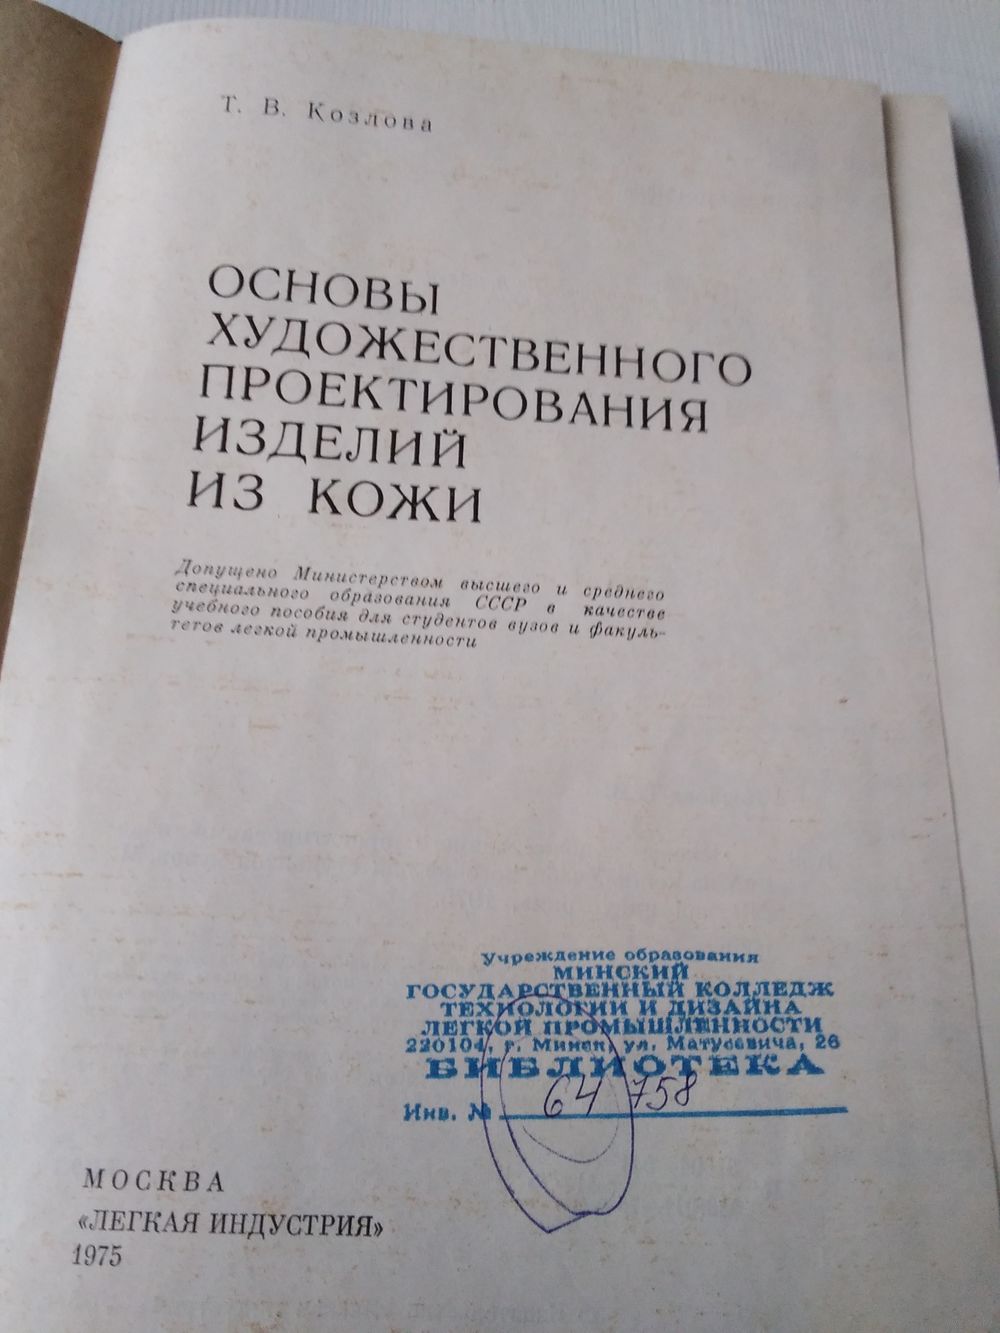 Т. В. Козлова
ОСНОВЫ
ХУДОЖЕСТВЕННОГО
ПРОЕКТИРОВАНИЯ
ИЗДЕЛИЙ
ИЗ КОЖИ
Допущено Министерством высшего и среднего
специального образования СССР в качестве
учебного пособия для студентов вузов и факуль-
тетов легкой промышленности
Учреждение образования
МИНСКИЙ
ГОСУДАРСТВЕННЫЙ КОЛЛЕДЖ
ТЕХНОЛОГИИ И ДИЗАЙНА
ЛЕГКОЙ ПРОМЫШЛЕННОСТИ
220104, г. Минск, ул. Матусевича, 26
БИБЛИОТЕКА
Инв. № 64 758
МОСКВА
«ЛЕГКАЯ ИНДУСТРИЯ»
1975